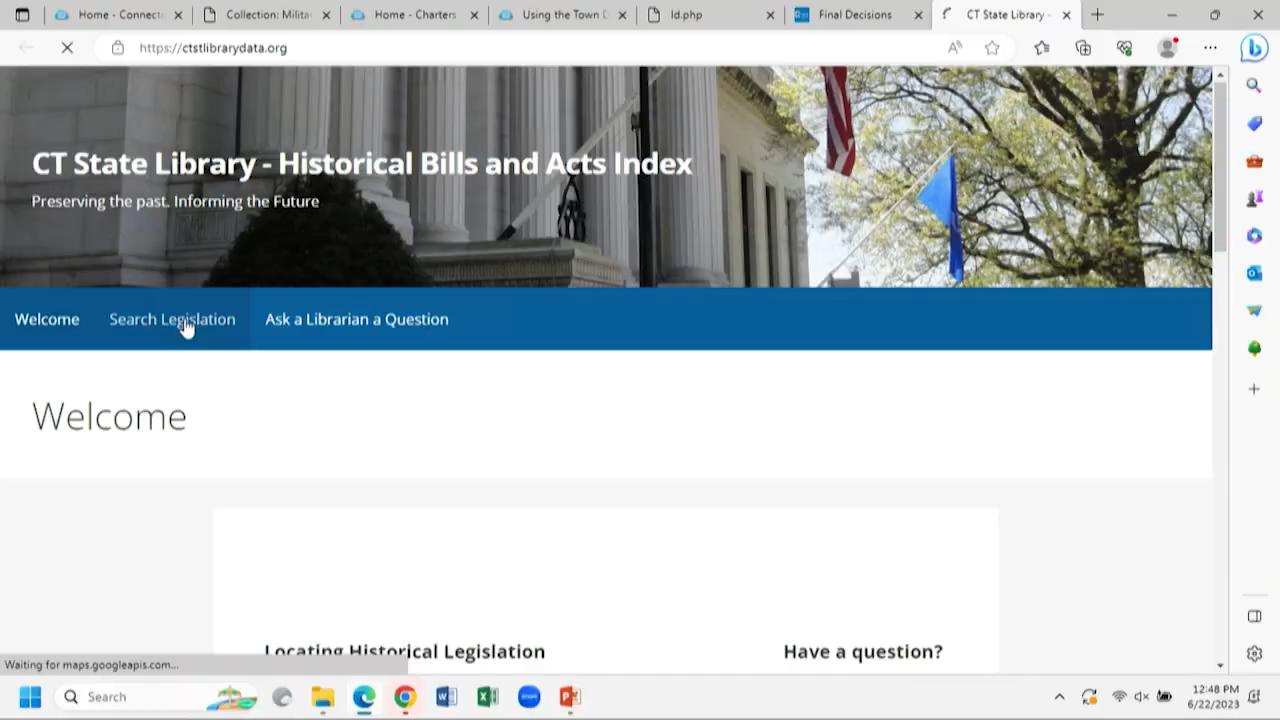 Home - Connecti
Collection: Milita
Home - Charters
Using the Town D
ld.php
Final Decisions
CT State Library -
https://ctstlibrarydata.org
CT State Library - Historical Bills and Acts Index
Preserving the past. Informing the Future
Welcome
Search Legislation
Ask a Librarian a Question
Welcome
Locating Historical Legislation
Have a question?
Waiting for maps.googleapis.com...
Search
12:48 PM
6/22/2023